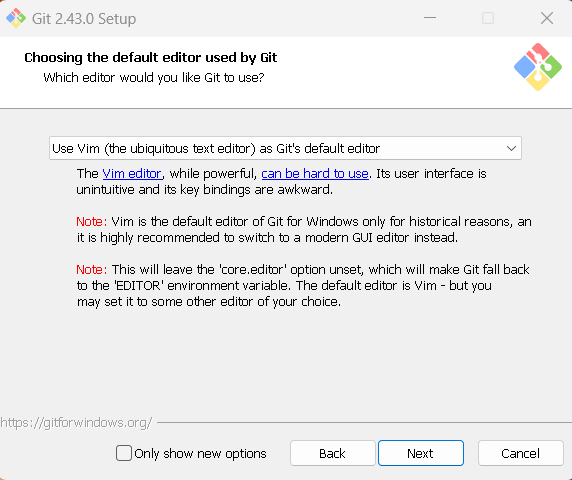 Git 2.43.0 Setup
Choosing the default editor used by Git
Which editor would you like Git to use?
Use Vim (the ubiquitous text editor) as Git's default editor
The Vim editor, while powerful, can be hard to use. Its user interface is
unintuitive and its key bindings are awkward.
Note: Vim is the default editor of Git for Windows only for historical reasons, an
it is highly recommended to switch to a modern GUI editor instead.
Note: This will leave the 'core.editor' option unset, which will make Git fall back
to the 'EDITOR' environment variable. The default editor is Vim - but you
may set it to some other editor of your choice.
https://gitforwindows.org/
Only show new options
Back
Next
Cancel